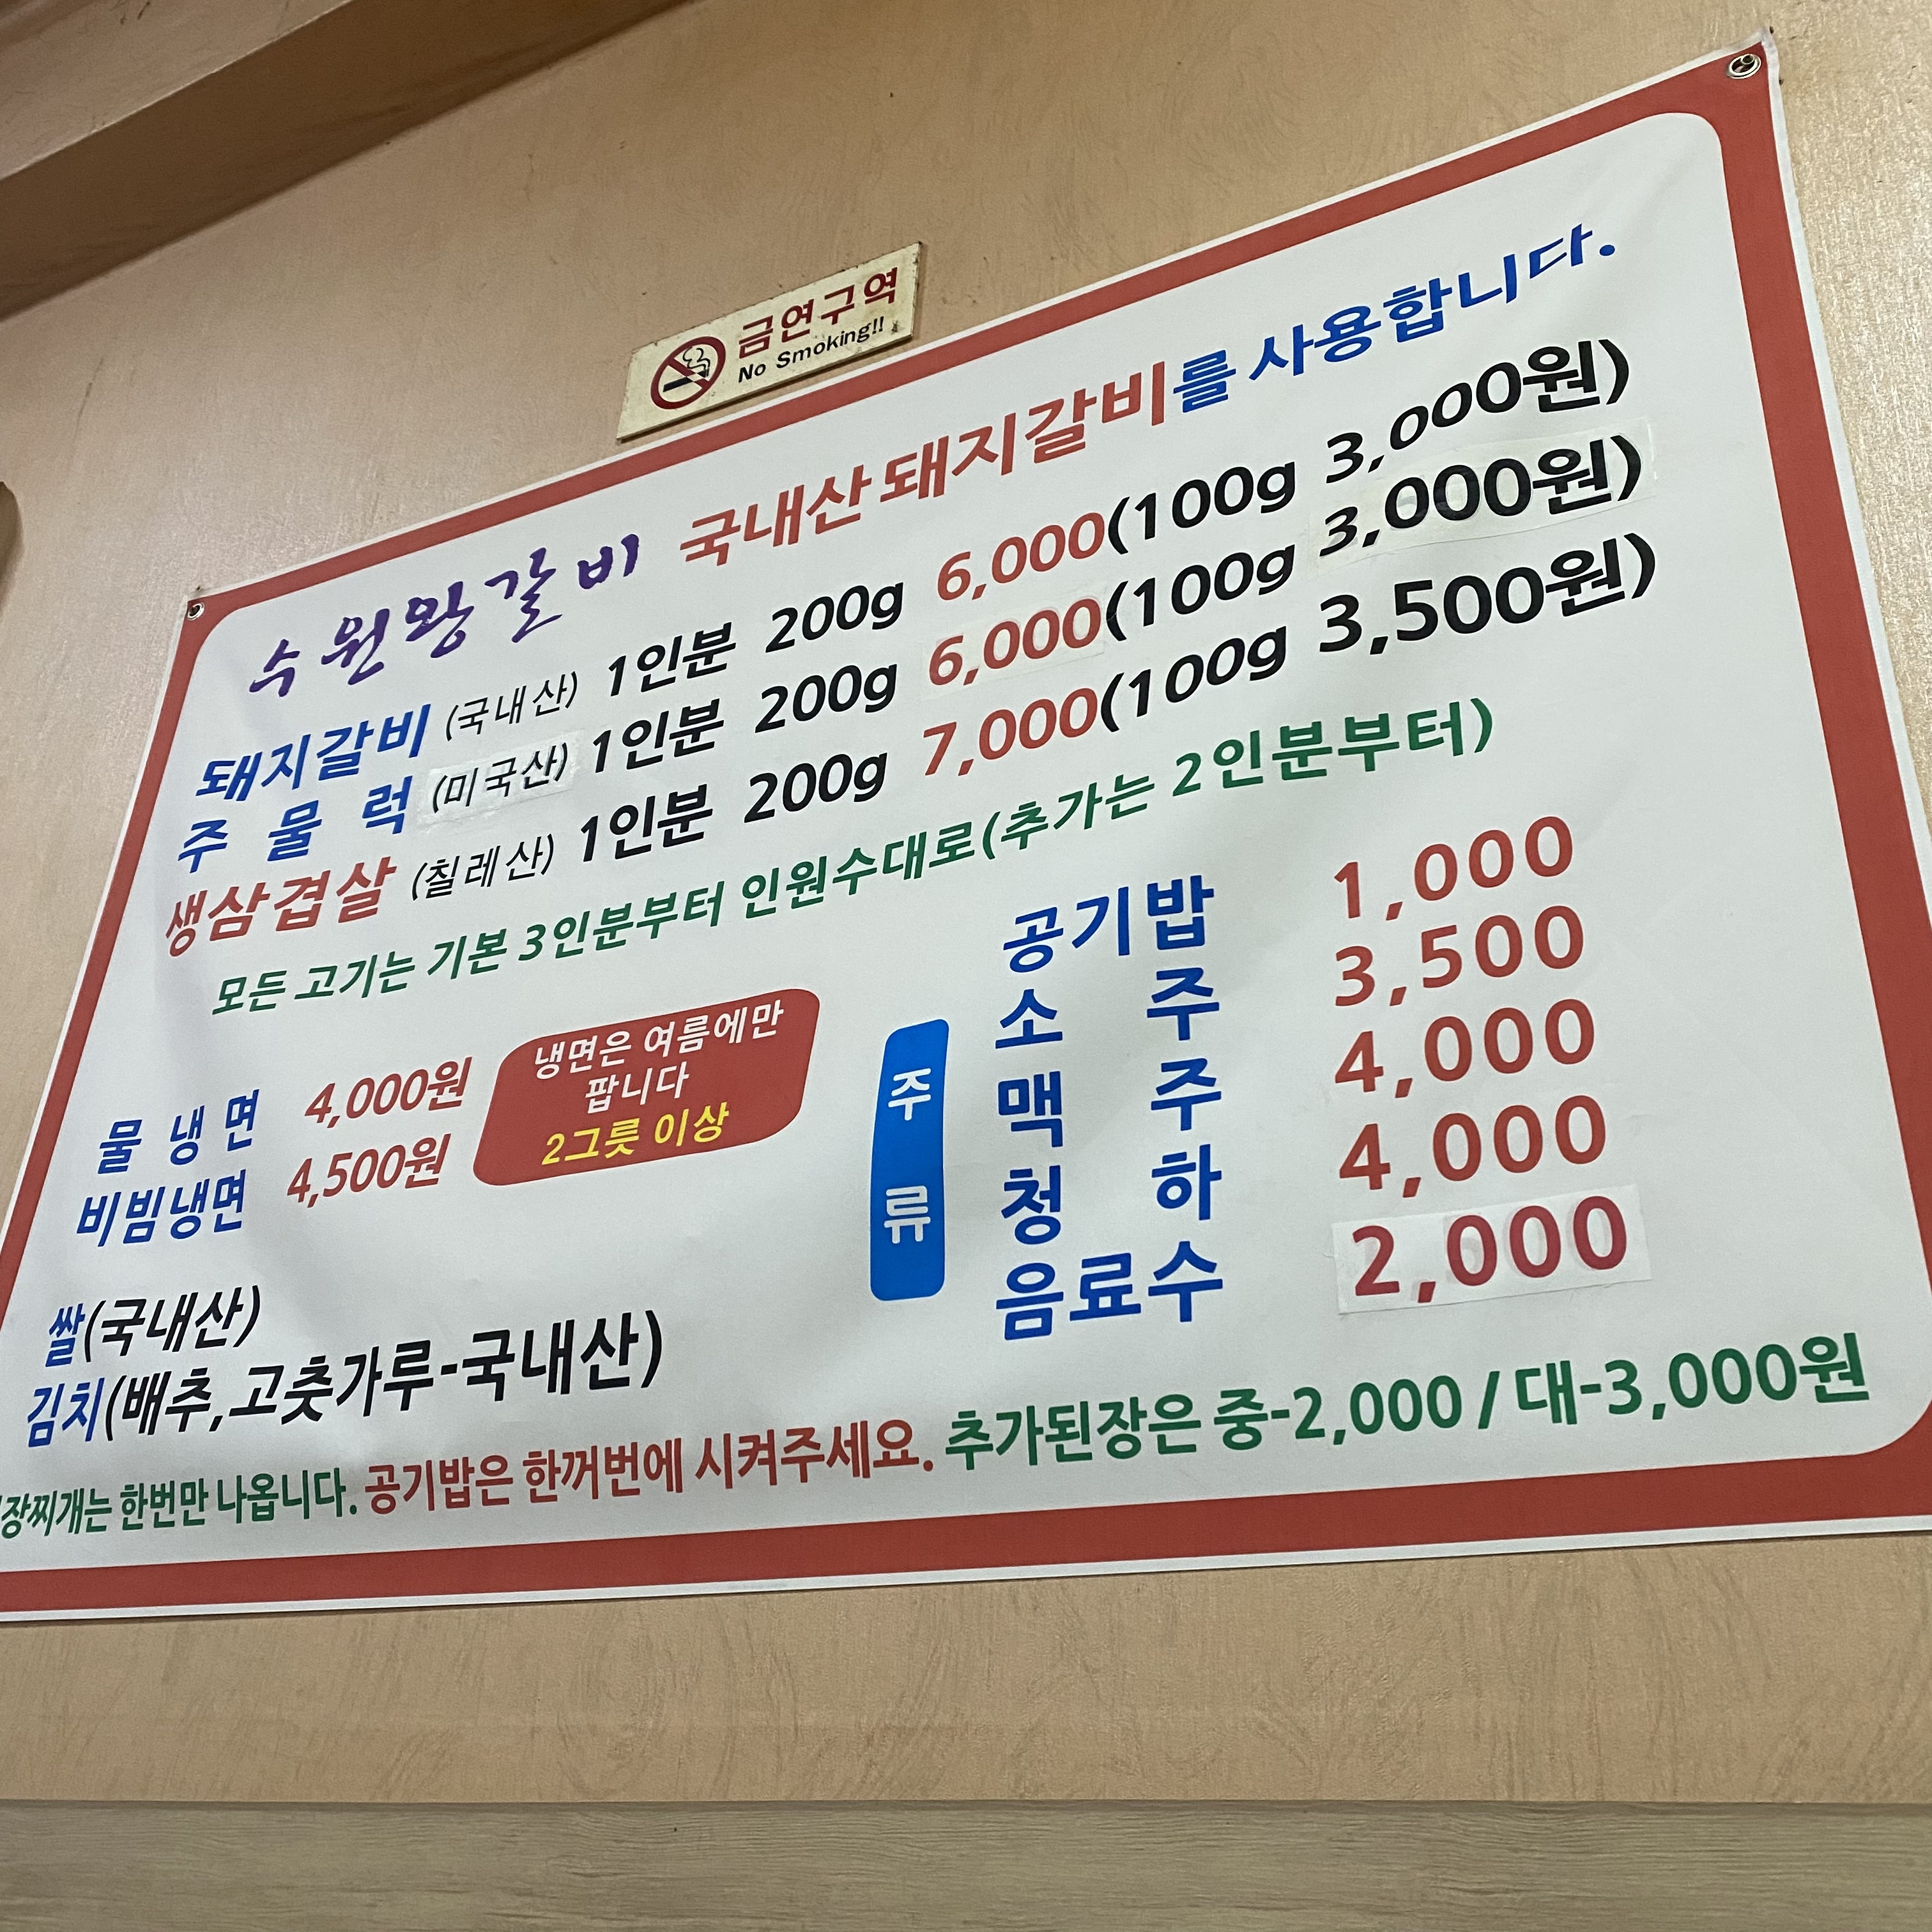 금연구역
No Smoking!!
수원왕갈비 국내산돼지갈비를 사용합니다.
돼지갈비 (국내산) 1인분 200g 6,000(100g 3,000원)
주물럭 (미국산) 1인분 200g 6,000(100g 3,000원)
생삼겹살 (칠레산) 1인분 200g 7,000(100g 3,500원)
모든 고기는 기본 3인분부터 인원수대로(추가는 2인분부터)
물냉면 4,000원
비빔냉면 4,500원
냉면은 여름에만
팝니다
2그릇 이상
주류
공기밥 1,000
소주 3,500
맥주 4,000
청하 4,000
음료수 2,000
쌀(국내산)
김치(배추,고춧가루-국내산)
장찌개는 한번만 나옵니다. 공기밥은 한꺼번에 시켜주세요. 추가된장은 중-2,000 / 대-3,000원